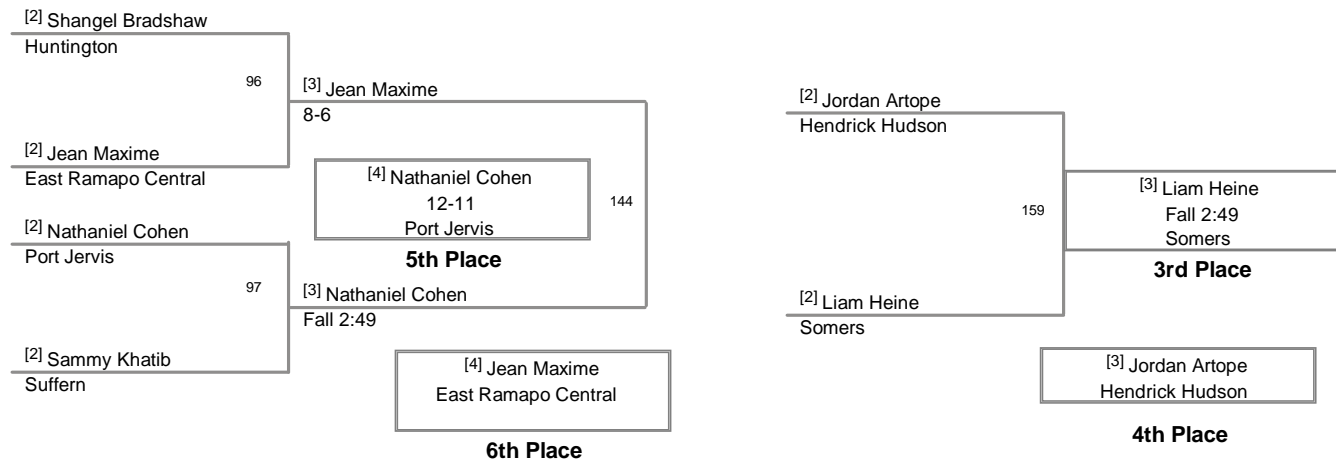 [2] Shangel Bradshaw
Huntington
96
[3] Jean Maxime
8-6
[2] Jean Maxime
East Ramapo Central
[4] Nathaniel Cohen
12-11
Port Jervis
5th Place
144
[2] Nathaniel Cohen
Port Jervis
97
[3] Nathaniel Cohen
Fall 2:49
[2] Sammy Khatib
Suffern
[4] Jean Maxime
East Ramapo Central
6th Place
[2] Jordan Artope
Hendrick Hudson
159
[3] Liam Heine
Fall 2:49
Somers
3rd Place
[2] Liam Heine
Somers
[3] Jordan Artope
Hendrick Hudson
4th Place